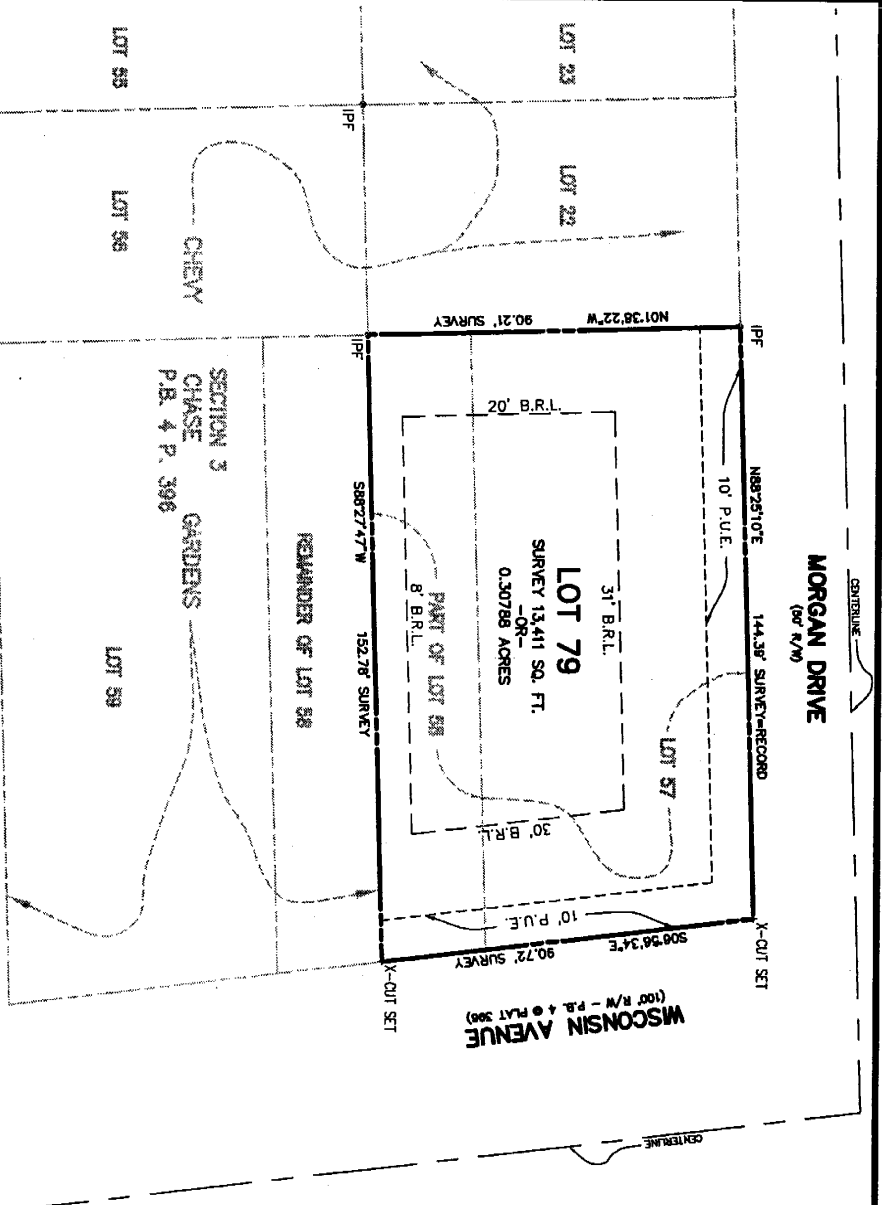 CENTERLINE
MORGAN DRIVE
(60' R/W)
LOT 23
LOT 22
IPF
N88°25'10"E 144.39' SURVEY=RECORD
X-CUT SET
10' P.U.E.
N01°38'22"W
90.21' SURVEY
20' B.R.L.
31' B.R.L.
LOT 57
LOT 79
SURVEY 13,411 SQ. FT.
-OR-
0.30788 ACRES
PART OF LOT 58
8' B.R.L.
30' B.R.L.
10' P.U.E.
S06°56'34"E
90.72' SURVEY
WISCONSIN AVENUE
(100' R/W - P.B. 4 @ PLAT 396)
CENTERLINE
IPF
IPF
S88°27'47"W 152.78' SURVEY
X-CUT SET
LOT 55
LOT 56
CHEVY
SECTION 3
CHASE GARDENS
P.B. 4 P. 396
REMAINDER OF LOT 58
LOT 59